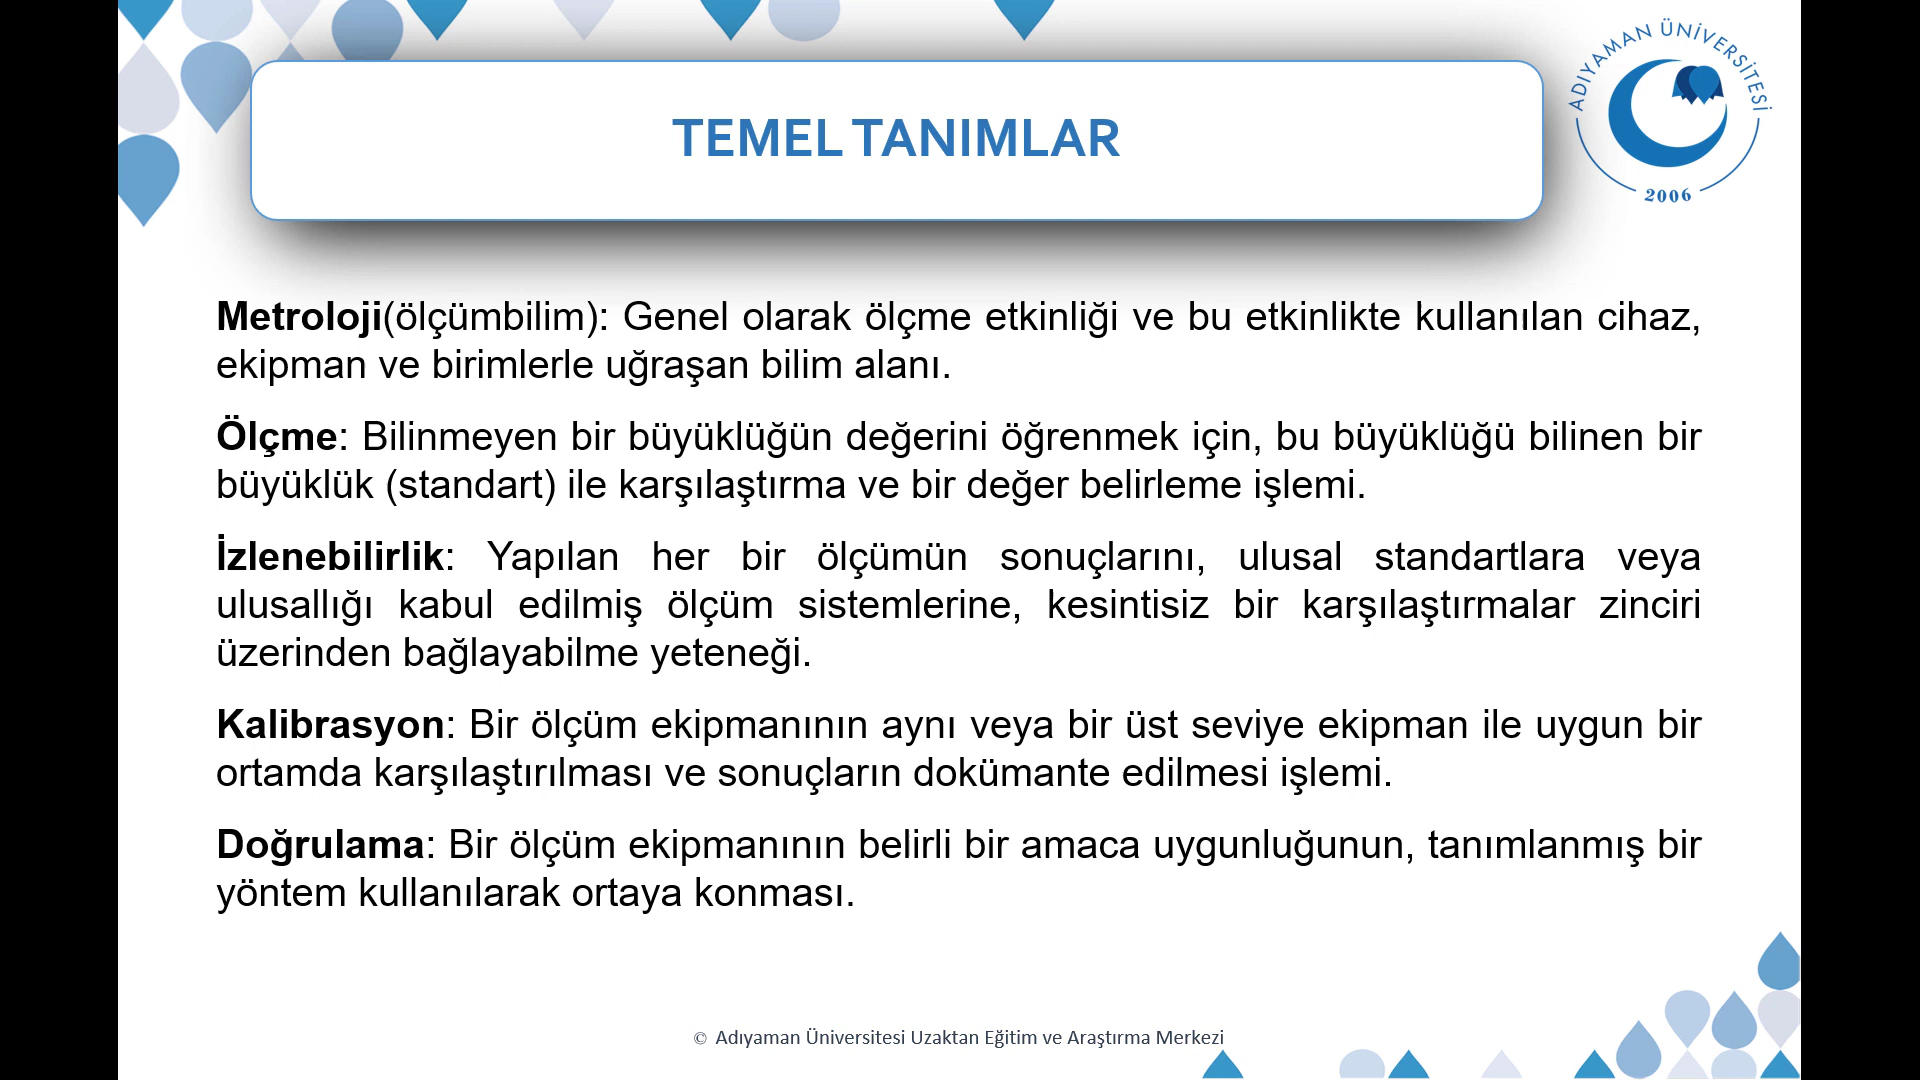 TEMEL TANIMLAR
ADIYAMAN ÜNİVERSİTESİ
2006
Metroloji(ölçümbilim): Genel olarak ölçme etkinliği ve bu etkinlikte kullanılan cihaz,
ekipman ve birimlerle uğraşan bilim alanı.
Ölçme: Bilinmeyen bir büyüklüğün değerini öğrenmek için, bu büyüklüğü bilinen bir
büyüklük (standart) ile karşılaştırma ve bir değer belirleme işlemi.
İzlenebilirlik: Yapılan her bir ölçümün sonuçlarını, ulusal standartlara veya
ulusallığı kabul edilmiş ölçüm sistemlerine, kesintisiz bir karşılaştırmalar zinciri
üzerinden bağlayabilme yeteneği.
Kalibrasyon: Bir ölçüm ekipmanının aynı veya bir üst seviye ekipman ile uygun bir
ortamda karşılaştırılması ve sonuçların dokümante edilmesi işlemi.
Doğrulama: Bir ölçüm ekipmanının belirli bir amaca uygunluğunun, tanımlanmış bir
yöntem kullanılarak ortaya konması.
© Adıyaman Üniversitesi Uzaktan Eğitim ve Araştırma Merkezi